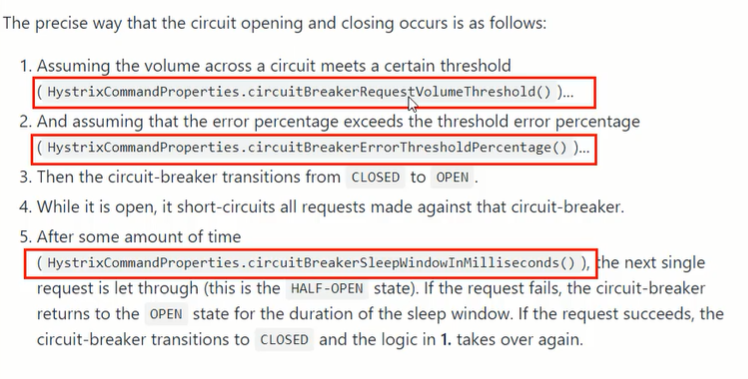 The precise way that the circuit opening and closing occurs is as follows:
1. Assuming the volume across a circuit meets a certain threshold
( HystrixCommandProperties.circuitBreakerRequestVolumeThreshold() )...
2. And assuming that the error percentage exceeds the threshold error percentage
( HystrixCommandProperties.circuitBreakerErrorThresholdPercentage() )...
3. Then the circuit-breaker transitions from CLOSED to OPEN .
4. While it is open, it short-circuits all requests made against that circuit-breaker.
5. After some amount of time
( HystrixCommandProperties.circuitBreakerSleepWindowInMilliseconds() ), the next single
request is let through (this is the HALF-OPEN state). If the request fails, the circuit-breaker
returns to the OPEN state for the duration of the sleep window. If the request succeeds, the
circuit-breaker transitions to CLOSED and the logic in 1. takes over again.